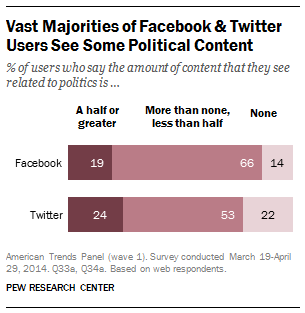 Vast Majorities of Facebook & Twitter
Users See Some Political Content
% of users who say the amount of content that they see
related to politics is ...
A half or
greater
More than none,
less than half
None
Facebook 19 66 14
Twitter 24 53 22
American Trends Panel (wave 1). Survey conducted March 19-April
29, 2014. Q33a, Q34a. Based on web respondents.
PEW RESEARCH CENTER